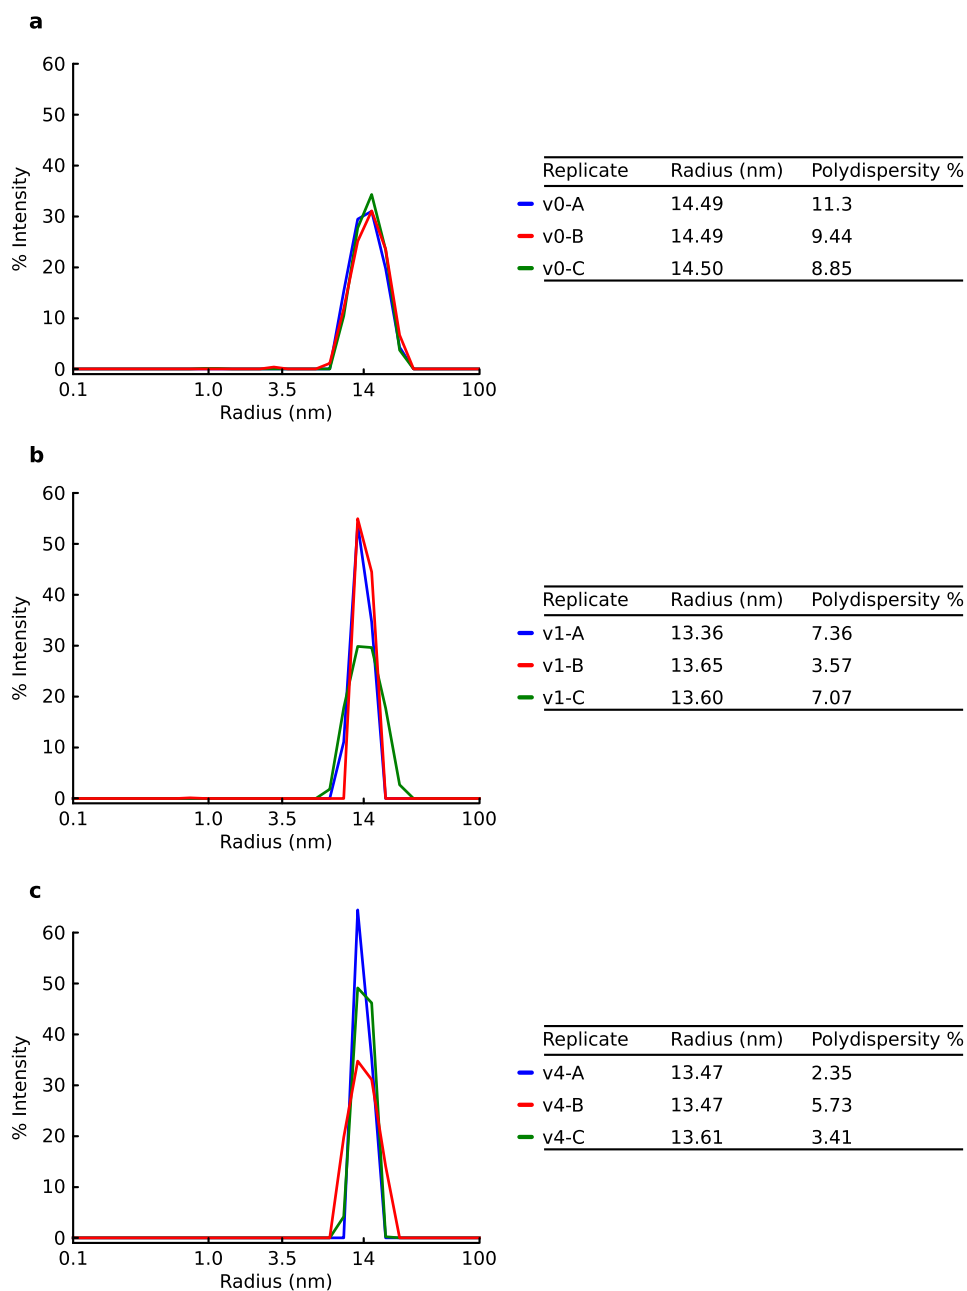 a
60
50
40
30
20
10
0
% Intensity
0.1 1.0 3.5 14 100
Radius (nm)
Replicate Radius (nm) Polydispersity %
v0-A 14.49 11.3
v0-B 14.49 9.44
v0-C 14.50 8.85
b
60
50
40
30
20
10
0
% Intensity
0.1 1.0 3.5 14 100
Radius (nm)
Replicate Radius (nm) Polydispersity %
v1-A 13.36 7.36
v1-B 13.65 3.57
v1-C 13.60 7.07
c
60
50
40
30
20
10
0
% Intensity
0.1 1.0 3.5 14 100
Radius (nm)
Replicate Radius (nm) Polydispersity %
v4-A 13.47 2.35
v4-B 13.47 5.73
v4-C 13.61 3.41